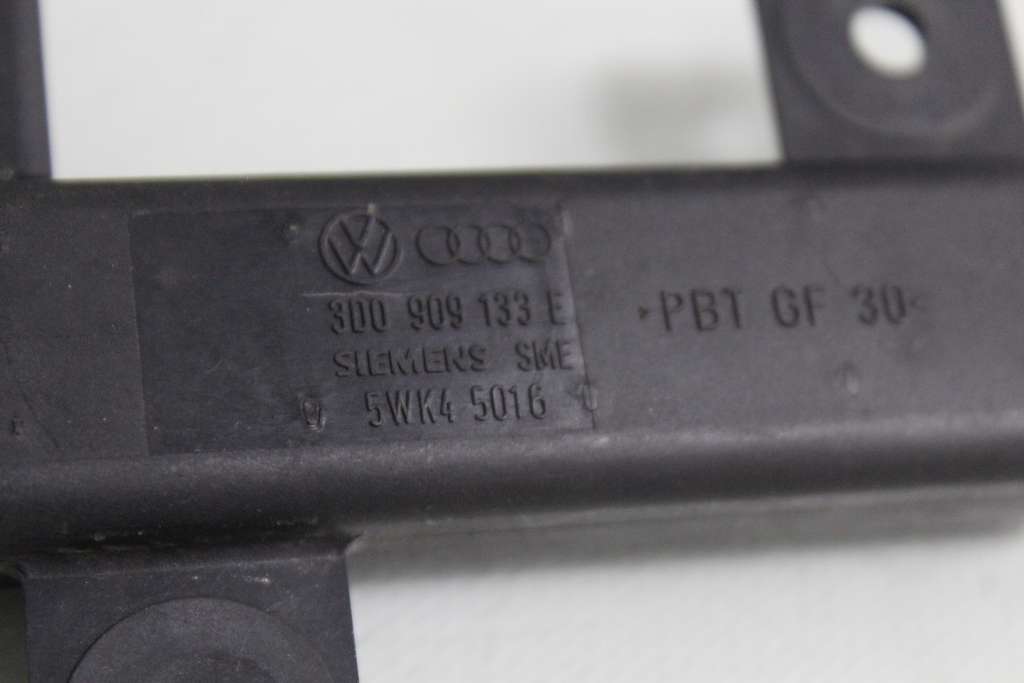 3D0 909 133 E
SIEMENS SME
5WK4 5016
>PBT GF 30<